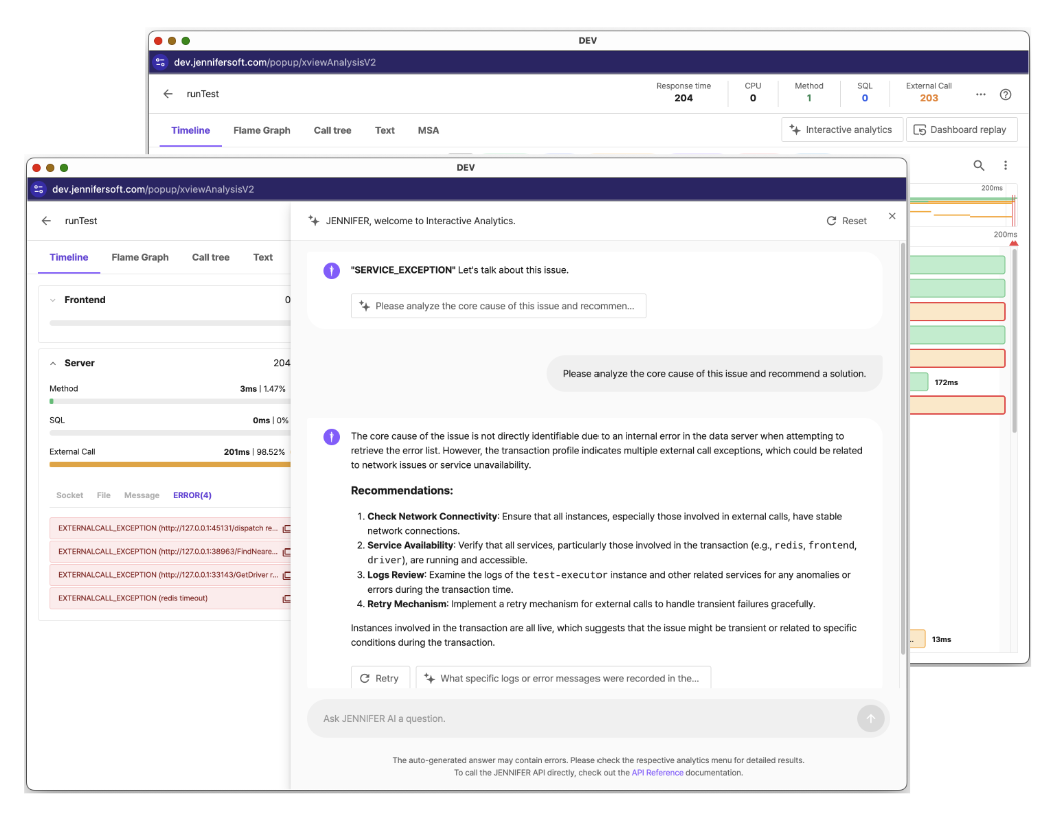 DEV
dev.jennifersoft.com/popup/xviewAnalysisV2
runTest
Response time
204
CPU
0
Method
1
SQL
0
External Call
203
Timeline
Flame Graph
Call tree
Text
MSA
Interactive analytics
Dashboard replay
200ms
200ms
172ms
13ms
DEV
dev.jennifersoft.com/popup/xviewAnalysisV2
runTest
Timeline
Flame Graph
Call tree
Text
Frontend
0
Server
204
Method
3ms | 1.47%
SQL
0ms | 0%
External Call
201ms | 98.52%
Socket
File
Message
ERROR(4)
EXTERNALCALL_EXCEPTION (http://127.0.0.1:45131/dispatch re...
EXTERNALCALL_EXCEPTION (http://127.0.0.1:38963/FindNeare...
EXTERNALCALL_EXCEPTION (http://127.0.0.1:33143/GetDriver r...
EXTERNALCALL_EXCEPTION (redis timeout)
JENNIFER, welcome to Interactive Analytics.
Reset
"SERVICE_EXCEPTION" Let's talk about this issue.
Please analyze the core cause of this issue and recommen...
Please analyze the core cause of this issue and recommend a solution.
The core cause of the issue is not directly identifiable due to an internal error in the data server when attempting to
retrieve the error list. However, the transaction profile indicates multiple external call exceptions, which could be related
to network issues or service unavailability.
Recommendations:
1. Check Network Connectivity: Ensure that all instances, especially those involved in external calls, have stable
network connections.
2. Service Availability: Verify that all services, particularly those involved in the transaction (e.g., redis, frontend,
driver), are running and accessible.
3. Logs Review: Examine the logs of the test-executor instance and other related services for any anomalies or
errors during the transaction time.
4. Retry Mechanism: Implement a retry mechanism for external calls to handle transient failures gracefully.
Instances involved in the transaction are all live, which suggests that the issue might be transient or related to specific
conditions during the transaction.
Retry
What specific logs or error messages were recorded in the...
Ask JENNIFER AI a question.
The auto-generated answer may contain errors. Please check the respective analytics menu for detailed results.
To call the JENNIFER API directly, check out the API Reference documentation.